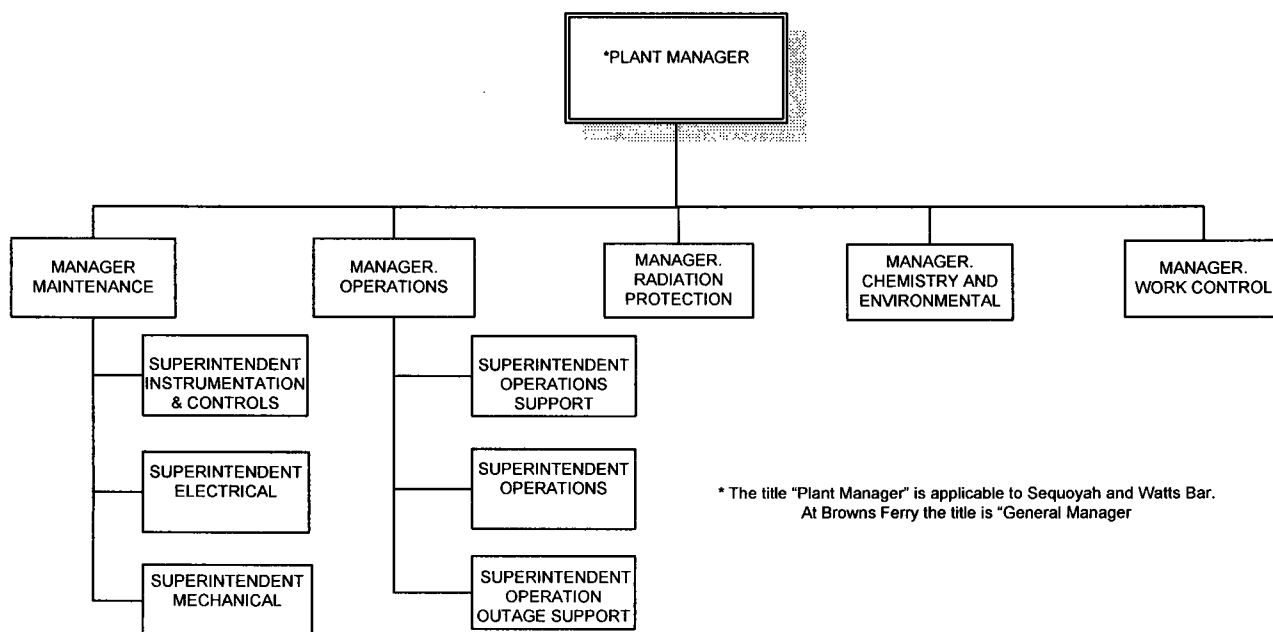 *PLANT MANAGER
MANAGER
MAINTENANCE
MANAGER.
OPERATIONS
MANAGER.
RADIATION
PROTECTION
MANAGER.
CHEMISTRY AND
ENVIRONMENTAL
MANAGER.
WORK CONTROL
SUPERINTENDENT
INSTRUMENTATION
& CONTROLS
SUPERINTENDENT
ELECTRICAL
SUPERINTENDENT
MECHANICAL
SUPERINTENDENT
OPERATIONS
SUPPORT
SUPERINTENDENT
OPERATIONS
SUPERINTENDENT
OPERATION
OUTAGE SUPPORT
* The title "Plant Manager" is applicable to Sequoyah and Watts Bar.
At Browns Ferry the title is "General Manager